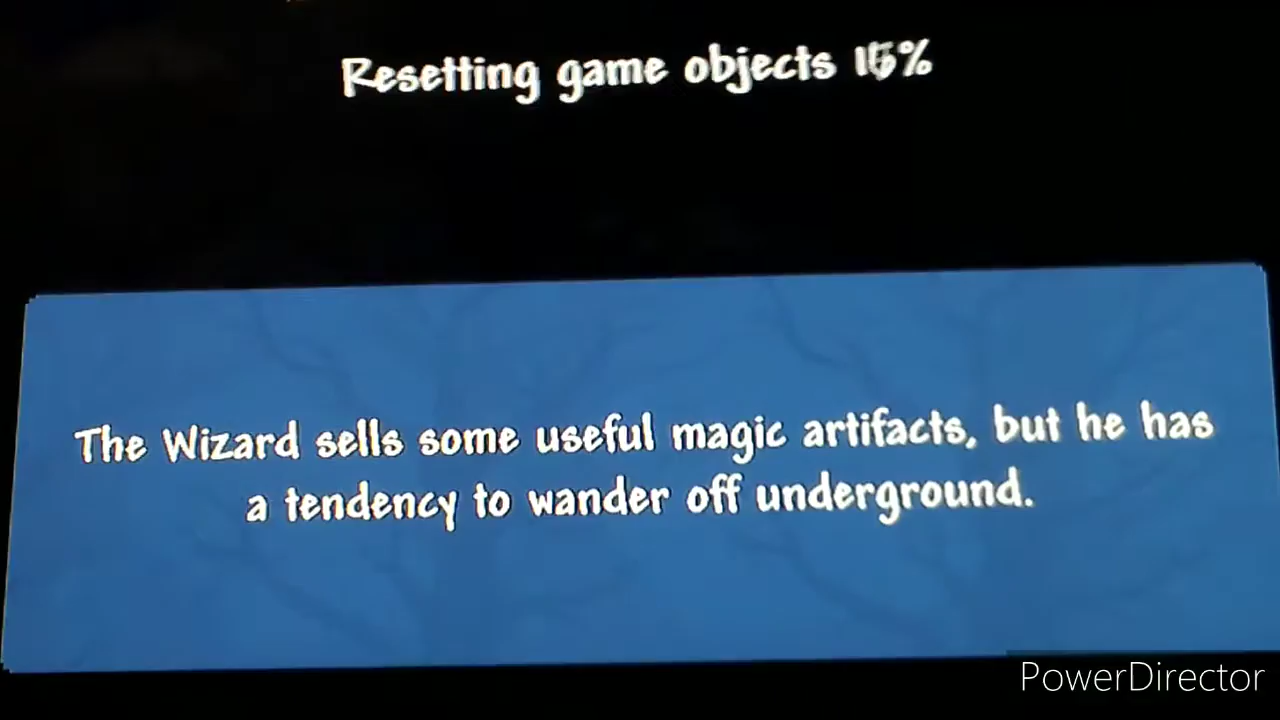 Resetting game objects
The Wizard sells some useful magic artifacts, but he has
a tendency to wander off underground.
PowerDirector